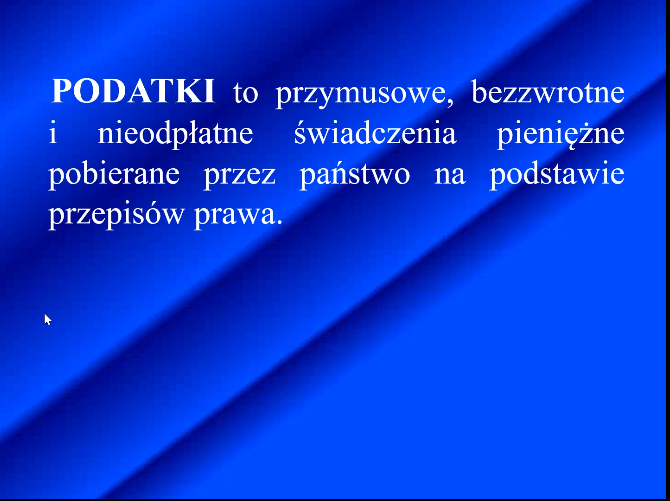 PODATKI to przymusowe, bezzwrotne
i nieodpłatne świadczenia pieniężne
pobierane przez państwo na podstawie
przepisów prawa.